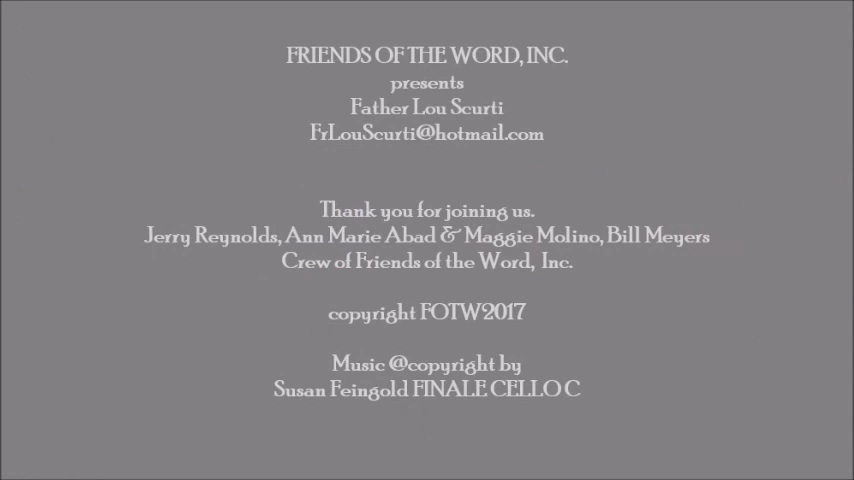 FRIENDS OF THE WORD, INC.
presents
Father Lou Scurti
FrLouScurti@hotmail.com
Thank you for joining us.
Jerry Reynolds, Ann Marie Abad & Maggie Molino, Bill Meyers
Crew of Friends of the Word, Inc.
copyright FOTW2017
Music @copyright by
Susan Feingold FINALE CELLO C